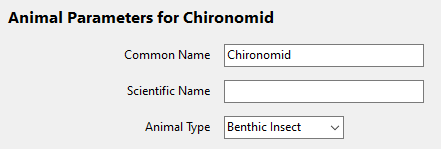 Animal Parameters for Chironomid
Common Name Chironomid
Scientific Name
Animal Type Benthic Insect